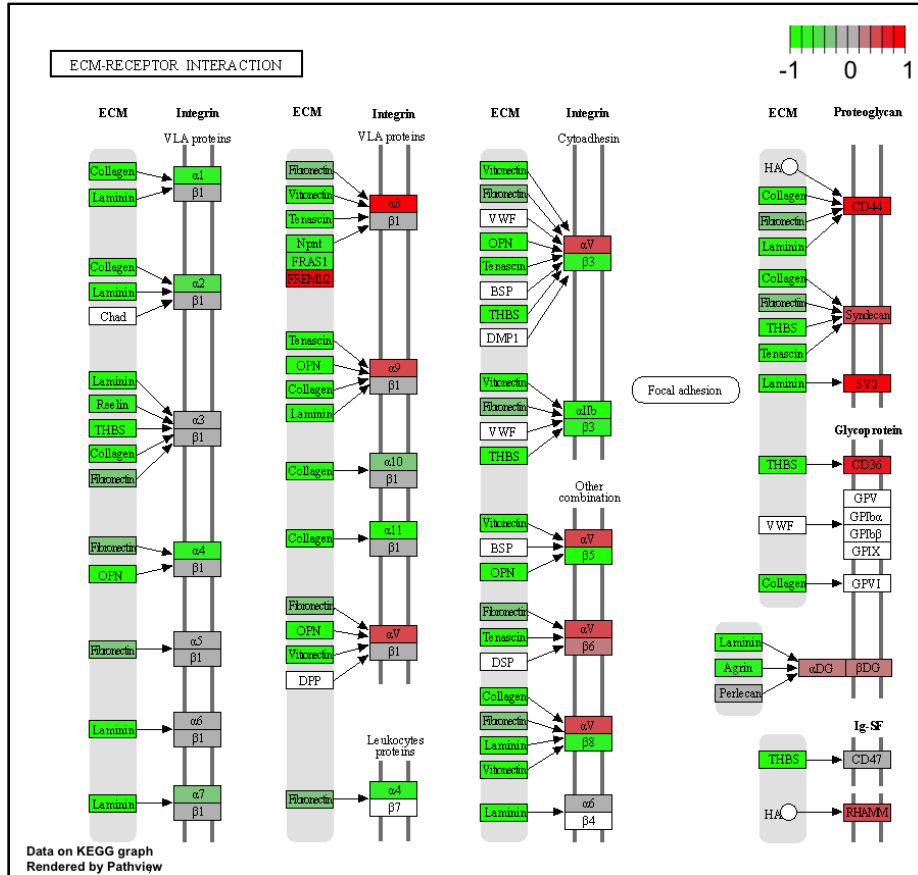 -1 0 1
ECM-RECEPTOR INTERACTION
ECM Integrin
VLA proteins
Collagen
Laminin
α1
β1
Collagen
Laminin
Chad
α2
β1
Laminin
Reelin
THBS
Collagen
Fibronectin
α3
β1
Fibronectin
OPN
α4
β1
Fibronectin
α5
β1
Laminin
α6
β1
Laminin
α7
β1
ECM Integrin
VLA proteins
Fibronectin
Vitronectin
Tenascin
Npnt
FRAS1
FREM1/2
α8
β1
Tenascin
OPN
Collagen
Laminin
α9
β1
Collagen
α10
β1
Collagen
α11
β1
Fibronectin
OPN
Vitronectin
DPP
αV
β1
Leukocytes
proteins
Fibronectin
α4
β7
ECM Integrin
Cytoadhesin
Vitronectin
Fibronectin
VWF
OPN
Tenascin
BSP
THBS
DMP1
αV
β3
Vitronectin
Fibronectin
VWF
THBS
αIIb
β3
Other
combination
Vitronectin
BSP
OPN
αV
β5
Fibronectin
Tenascin
DSP
αV
β6
Collagen
Fibronectin
Laminin
Vitronectin
αV
β8
Laminin
α6
β4
Focal adhesion
ECM Proteoglycan
HA
Collagen
Fibronectin
Laminin
CD44
Collagen
Fibronectin
THBS
Tenascin
Syndecan
Laminin
SV2
Glycoprotein
THBS
CD36
VWF
GPV
GPIbα
GPIbβ
GPIX
Collagen
GPVI
Laminin
Agrin
Perlecan
αDG βDG
Ig-SF
THBS
CD47
HA
RHAMM
Data on KEGG graph
Rendered by Pathview